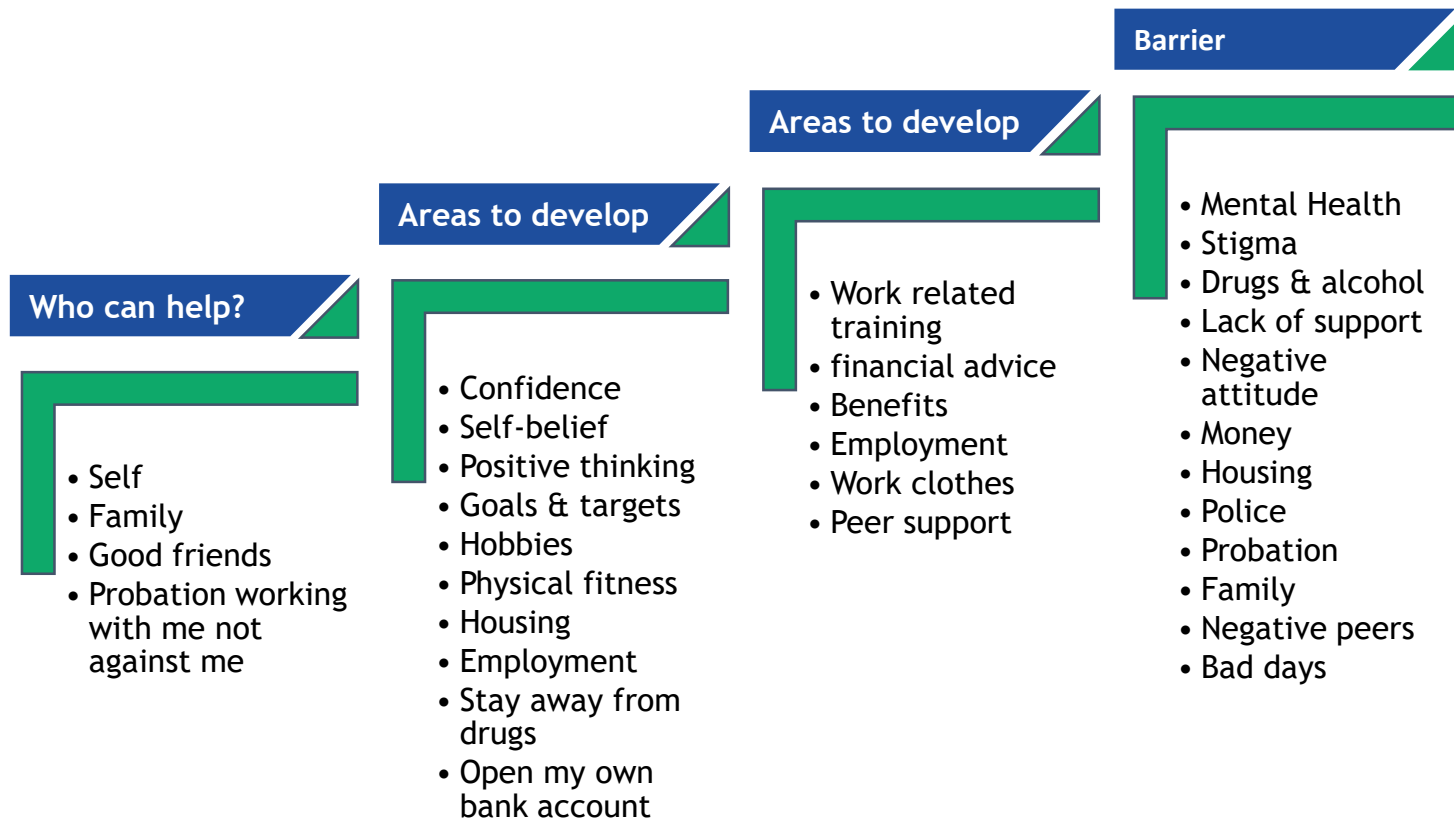 Who can help?
• Self
• Family
• Good friends
• Probation working
with me not
against me
Areas to develop
• Confidence
• Self-belief
• Positive thinking
• Goals & targets
• Hobbies
• Physical fitness
• Housing
• Employment
• Stay away from
drugs
• Open my own
bank account
Areas to develop
• Work related
training
• financial advice
• Benefits
• Employment
• Work clothes
• Peer support
Barrier
• Mental Health
• Stigma
• Drugs & alcohol
• Lack of support
• Negative
attitude
• Money
• Housing
• Police
• Probation
• Family
• Negative peers
• Bad days